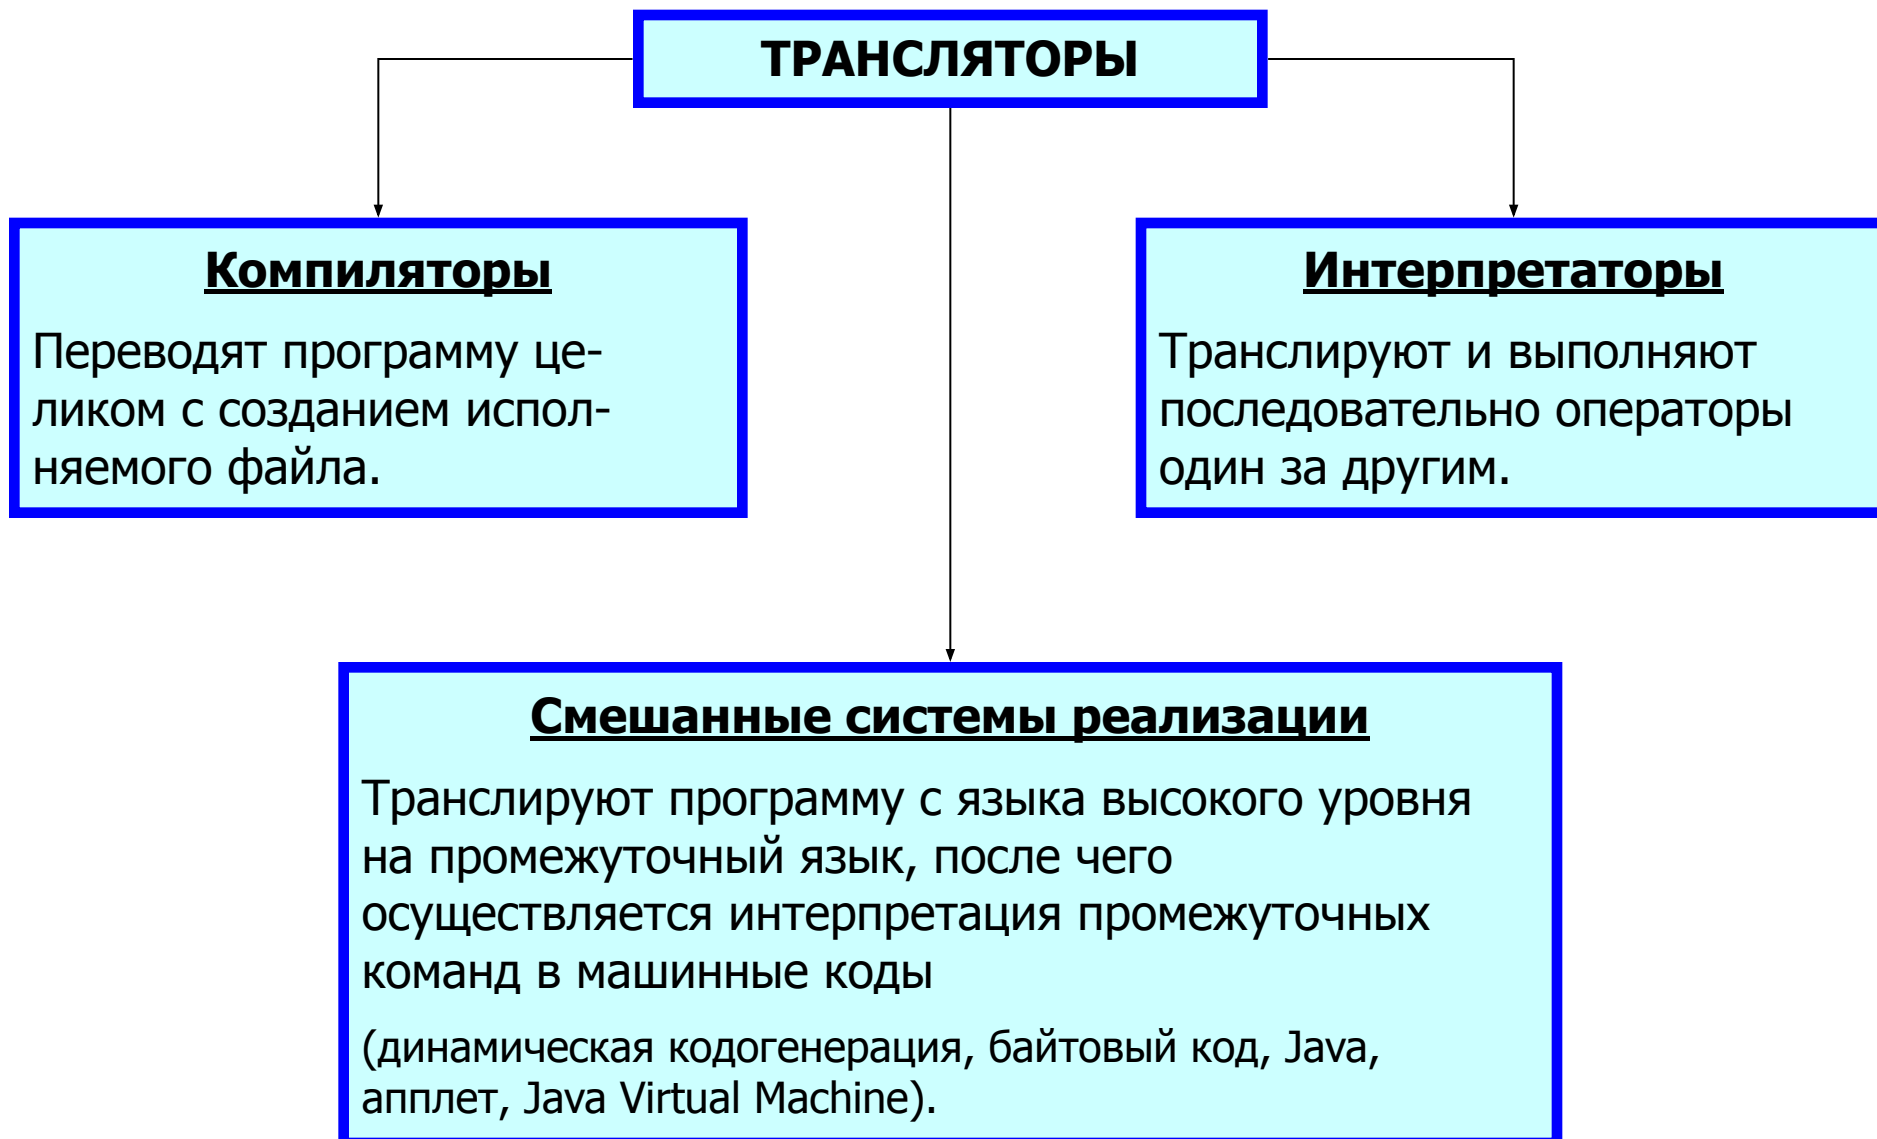 ТРАНСЛЯТОРЫ
Компиляторы
Переводят программу це-
ликом с созданием испол-
няемого файла.
Интерпретаторы
Транслируют и выполняют
последовательно операторы
один за другим.
Смешанные системы реализации
Транслируют программу с языка высокого уровня
на промежуточный язык, после чего
осуществляется интерпретация промежуточных
команд в машинные коды
(динамическая кодогенерация, байтовый код, Java,
апплет, Java Virtual Machine).